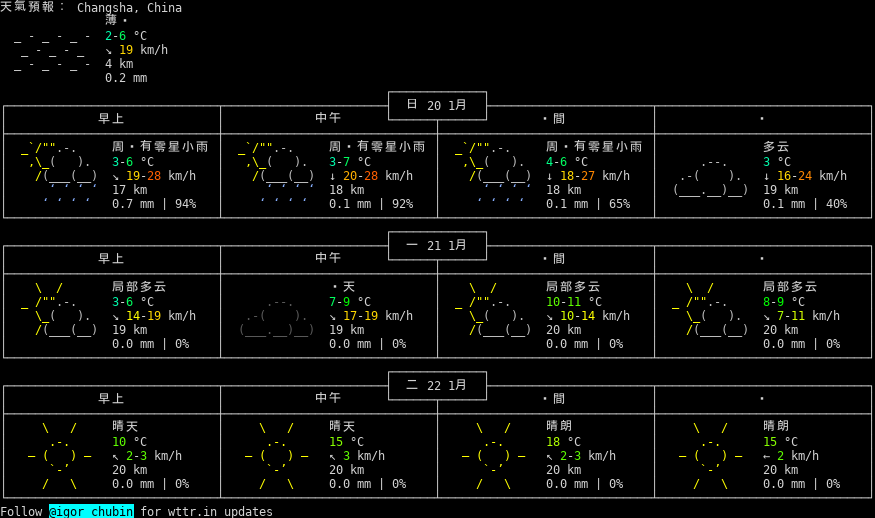 天氣預報： Changsha, China
薄・
2-6 °C
↘ 19 km/h
4 km
0.2 mm
日 20 1月
早上 中午 ・間 ・
周・有零星小雨 周・有零星小雨 周・有零星小雨 多云
3-6 °C 3-7 °C 4-6 °C 3 °C
↘ 19-28 km/h ↓ 20-28 km/h ↓ 18-27 km/h ↓ 16-24 km/h
17 km 18 km 18 km 19 km
0.7 mm | 94% 0.1 mm | 92% 0.1 mm | 65% 0.1 mm | 40%
一 21 1月
早上 中午 ・間 ・
局部多云 ・天 局部多云 局部多云
3-6 °C 7-9 °C 10-11 °C 8-9 °C
↘ 14-19 km/h ↘ 17-19 km/h ↘ 10-14 km/h ↘ 7-11 km/h
19 km 19 km 20 km 20 km
0.0 mm | 0% 0.0 mm | 0% 0.0 mm | 0% 0.0 mm | 0%
二 22 1月
早上 中午 ・間 ・
晴天 晴天 晴朗 晴朗
10 °C 15 °C 18 °C 15 °C
↖ 2-3 km/h ↖ 3 km/h ↖ 2-3 km/h ← 2 km/h
20 km 20 km 20 km 20 km
0.0 mm | 0% 0.0 mm | 0% 0.0 mm | 0% 0.0 mm | 0%
Follow @igor_chubin for wttr.in updates